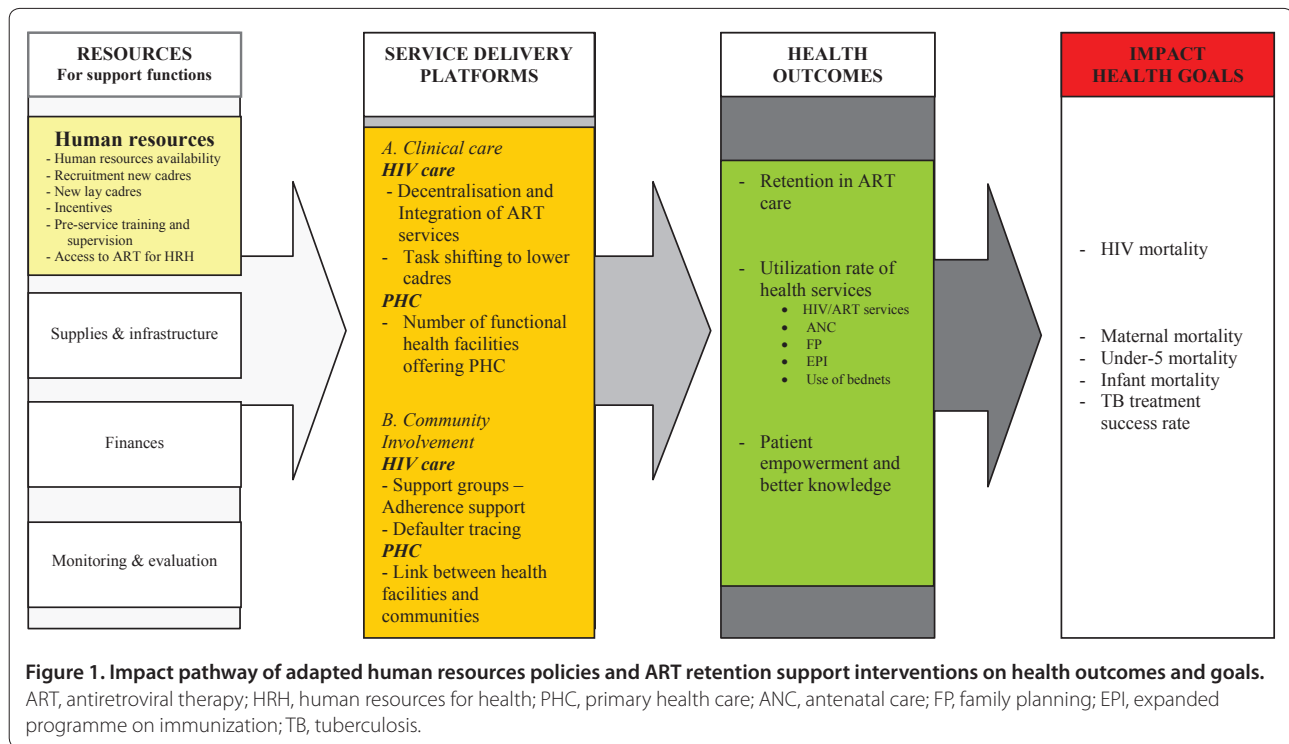 RESOURCES
For support functions
Human resources
- Human resources availability
- Recruitment new cadres
- New lay cadres
- Incentives
- Pre-service training and
supervision
- Access to ART for HRH
Supplies & infrastructure
Finances
Monitoring & evaluation
SERVICE DELIVERY
PLATFORMS
A. Clinical care
HIV care
- Decentralisation and
Integration of ART
services
- Task shifting to lower
cadres
PHC
- Number of functional
health facilities
offering PHC
B. Community
Involvement
HIV care
- Support groups –
Adherence support
- Defaulter tracing
PHC
- Link between health
facilities and
communities
HEALTH
OUTCOMES
- Retention in ART
care
- Utilization rate of
health services
• HIV/ART services
• ANC
• FP
• EPI
• Use of bednets
- Patient
empowerment and
better knowledge
IMPACT
HEALTH GOALS
- HIV mortality
- Maternal mortality
- Under-5 mortality
- Infant mortality
- TB treatment
success rate
Figure 1. Impact pathway of adapted human resources policies and ART retention support interventions on health outcomes and goals.
ART, antiretroviral therapy; HRH, human resources for health; PHC, primary health care; ANC, antenatal care; FP, family planning; EPI, expanded
programme on immunization; TB, tuberculosis.